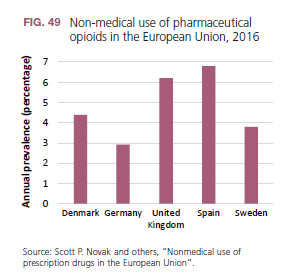 FIG. 49 Non-medical use of pharmaceutical
opioids in the European Union, 2016
Annual prevalence (percentage)
7
6
5
4
3
2
1
0
Denmark Germany United Spain Sweden
Kingdom
Source: Scott P. Novak and others, "Nonmedical use of
prescription drugs in the European Union".